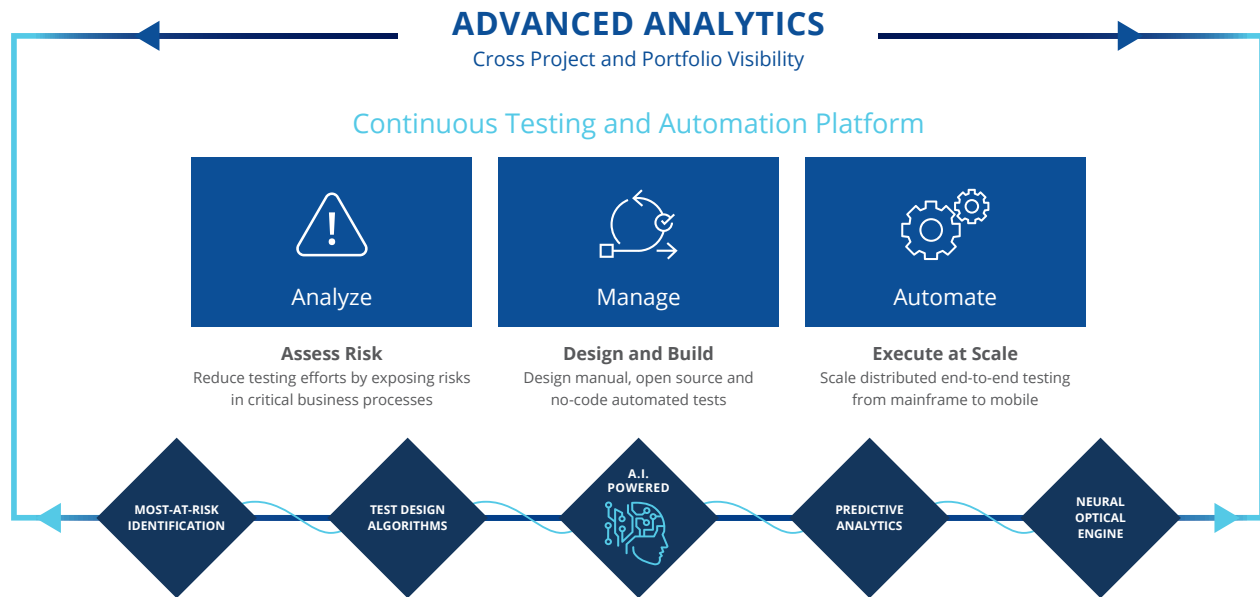 ADVANCED ANALYTICS
Cross Project and Portfolio Visibility
Continuous Testing and Automation Platform
Analyze
Manage
Automate
Assess Risk
Reduce testing efforts by exposing risks
in critical business processes
Design and Build
Design manual, open source and
no-code automated tests
Execute at Scale
Scale distributed end-to-end testing
from mainframe to mobile
MOST-AT-RISK
IDENTIFICATION
TEST DESIGN
ALGORITHMS
A.I.
POWERED
PREDICTIVE
ANALYTICS
NEURAL
OPTICAL
ENGINE